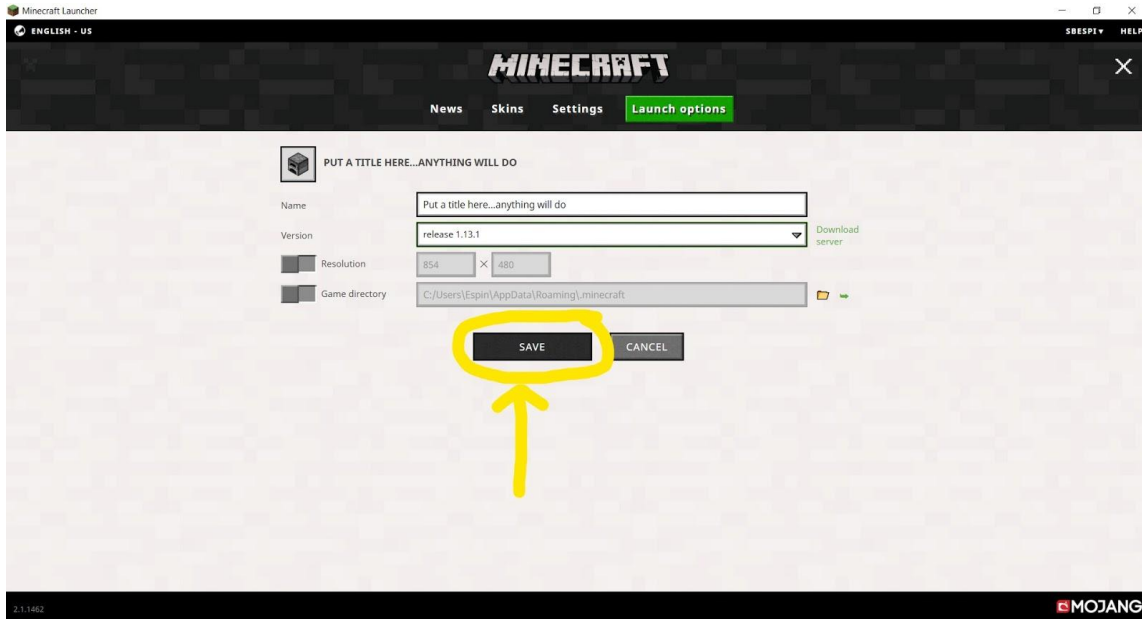 Minecraft Launcher
ENGLISH - US
SBESPI
HELP
MINECRAFT
News Skins Settings Launch options
PUT A TITLE HERE...ANYTHING WILL DO
Name Put a title here...anything will do
Version release 1.13.1 Download
server
Resolution 854 × 480
Game directory C:/Users\Espin\AppData\Roaming\.minecraft
SAVE CANCEL
2.1.1462 MOJANG